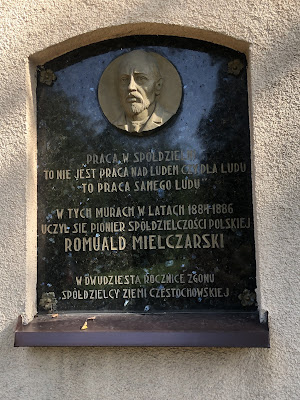 PRACA W SPÓŁDZIELNI
TO NIE JEST PRACA NAD LUDEM CZY DLA LUDU
TO PRACA SAMEGO LUDU
W TYCH MURACH W LATACH 1884-1886
UCZYŁ SIĘ PIONIER SPÓŁDZIELCZOŚCI POLSKIEJ
ROMUALD MIELCZARSKI
W DWUDZIESTĄ ROCZNICĘ ZGONU
SPÓŁDZIELCY ZIEMI CZĘSTOCHOWSKIEJ